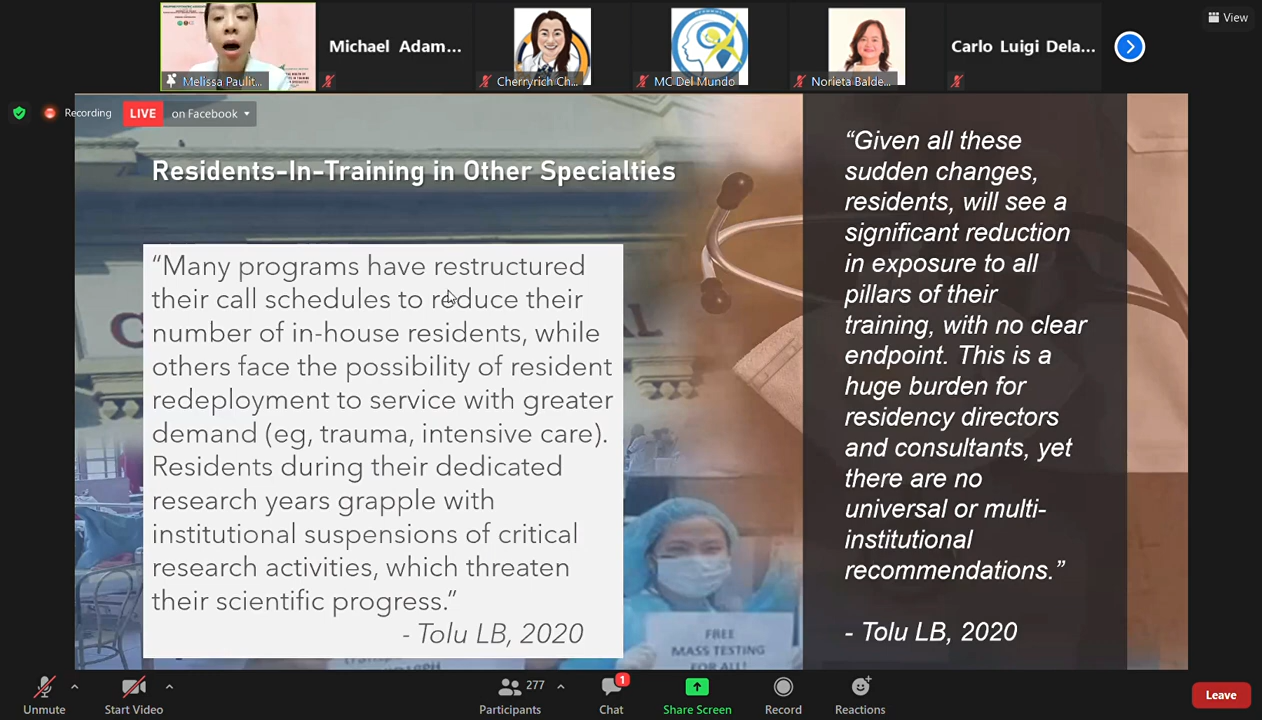 View
Melissa Paulit...
Michael Adam...
Cherryrich Ch...
MC Del Mundo
Norieta Balde...
Carlo Luigi Dela...
Recording
LIVE on Facebook
Residents-In-Training in Other Specialties
“Many programs have restructured
their call schedules to reduce their
number of in-house residents, while
others face the possibility of resident
redeployment to service with greater
demand (eg, trauma, intensive care).
Residents during their dedicated
research years grapple with
institutional suspensions of critical
research activities, which threaten
their scientific progress.”
- Tolu LB, 2020
“Given all these
sudden changes,
residents, will see a
significant reduction
in exposure to all
pillars of their
training, with no clear
endpoint. This is a
huge burden for
residency directors
and consultants, yet
there are no
universal or multi-
institutional
recommendations.”
- Tolu LB, 2020
FREE
MASS TESTING
FOR ALL!
Unmute
Start Video
277
Participants
1
Chat
Share Screen
Record
Reactions
Leave